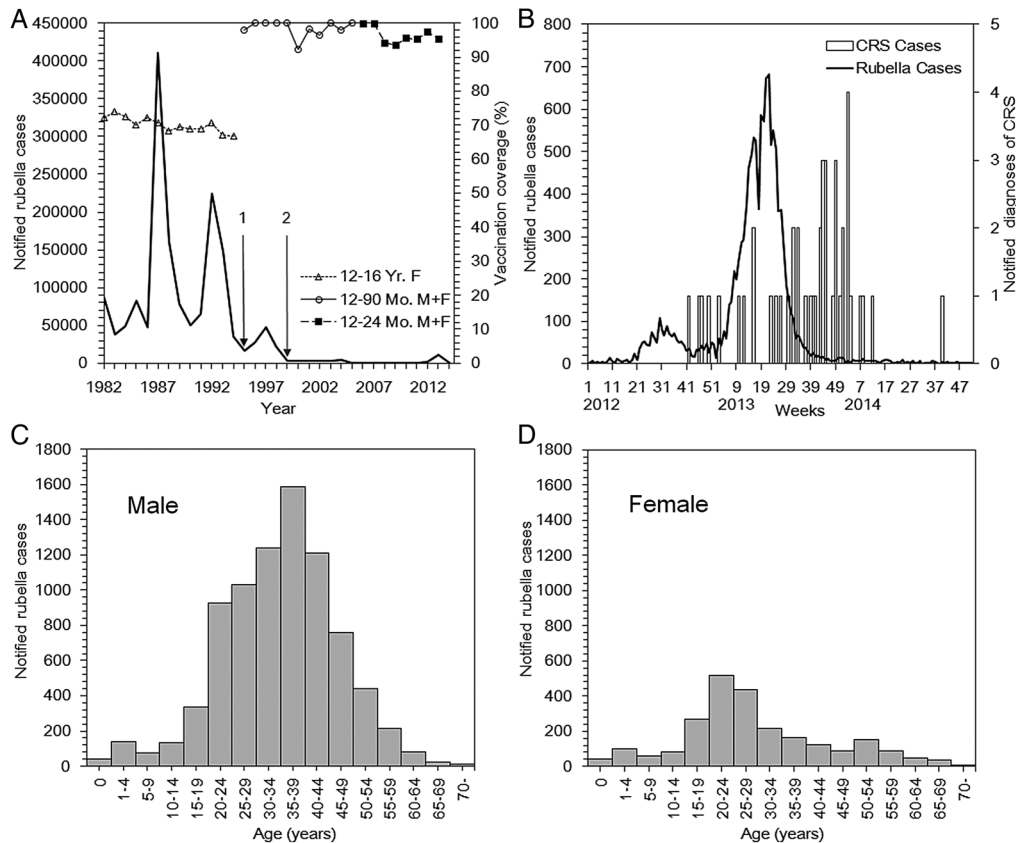 A
Notified rubella cases
450000
400000
350000
300000
250000
200000
150000
100000
50000
0
1
2
12-16 Yr. F
12-90 Mo. M+F
12-24 Mo. M+F
100
90
80
70
60
50
40
30
20
10
0
Vaccination coverage (%)
1982 1987 1992 1997 2002 2007 2012
Year
B
Notified rubella cases
800
700
600
500
400
300
200
100
0
CRS Cases
Rubella Cases
5
4
3
2
1
0
Notified diagnoses of CRS
1 11 21 31 41 51 9 19 29 39 49 7 17 27 37 47
2012 2013 2014
Weeks
C
Notified rubella cases
1800
1600
1400
1200
1000
800
600
400
200
0
Male
0 1-4 5-9 10-14 15-19 20-24 25-29 30-34 35-39 40-44 45-49 50-54 55-59 60-64 65-69 70-
Age (years)
D
Notified rubella cases
1800
1600
1400
1200
1000
800
600
400
200
0
Female
0 1-4 5-9 10-14 15-19 20-24 25-29 30-34 35-39 40-44 45-49 50-54 55-59 60-64 65-69 70-
Age (years)